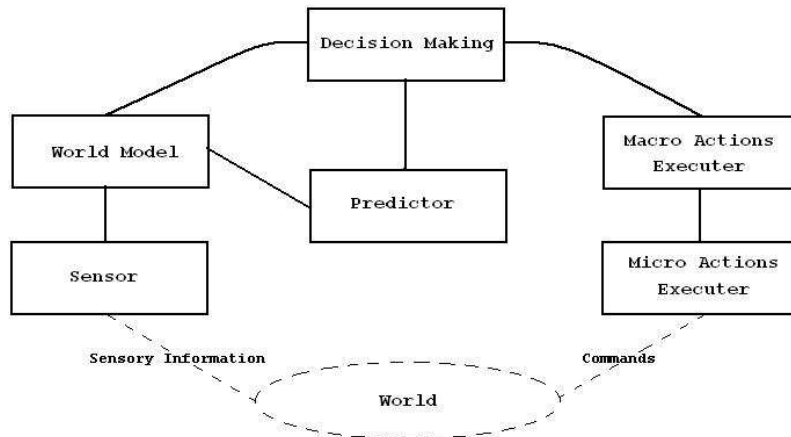 Decision Making
World Model
Macro Actions
Executer
Predictor
Sensor
Micro Actions
Executer
Sensory Information
Commands
World